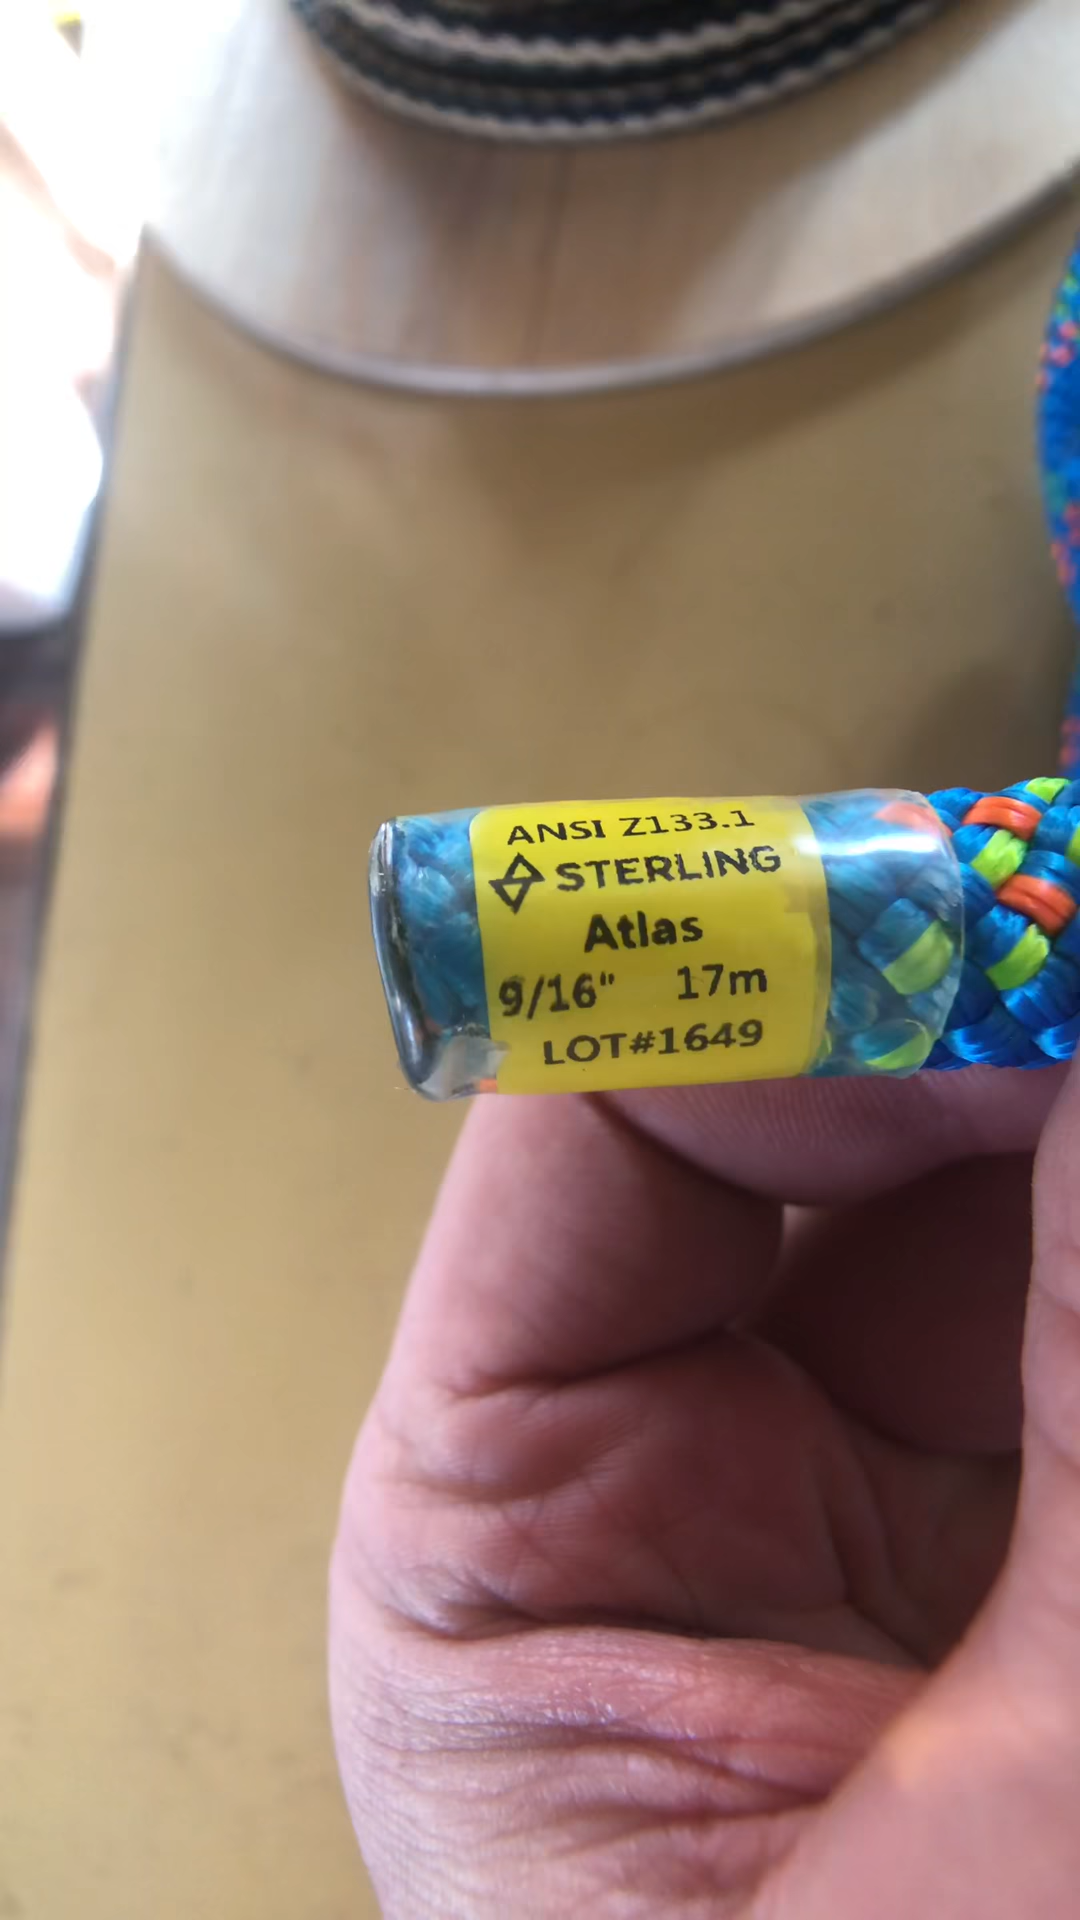 ANSI Z133.1
STERLING
Atlas
9/16" 17m
LOT#1649